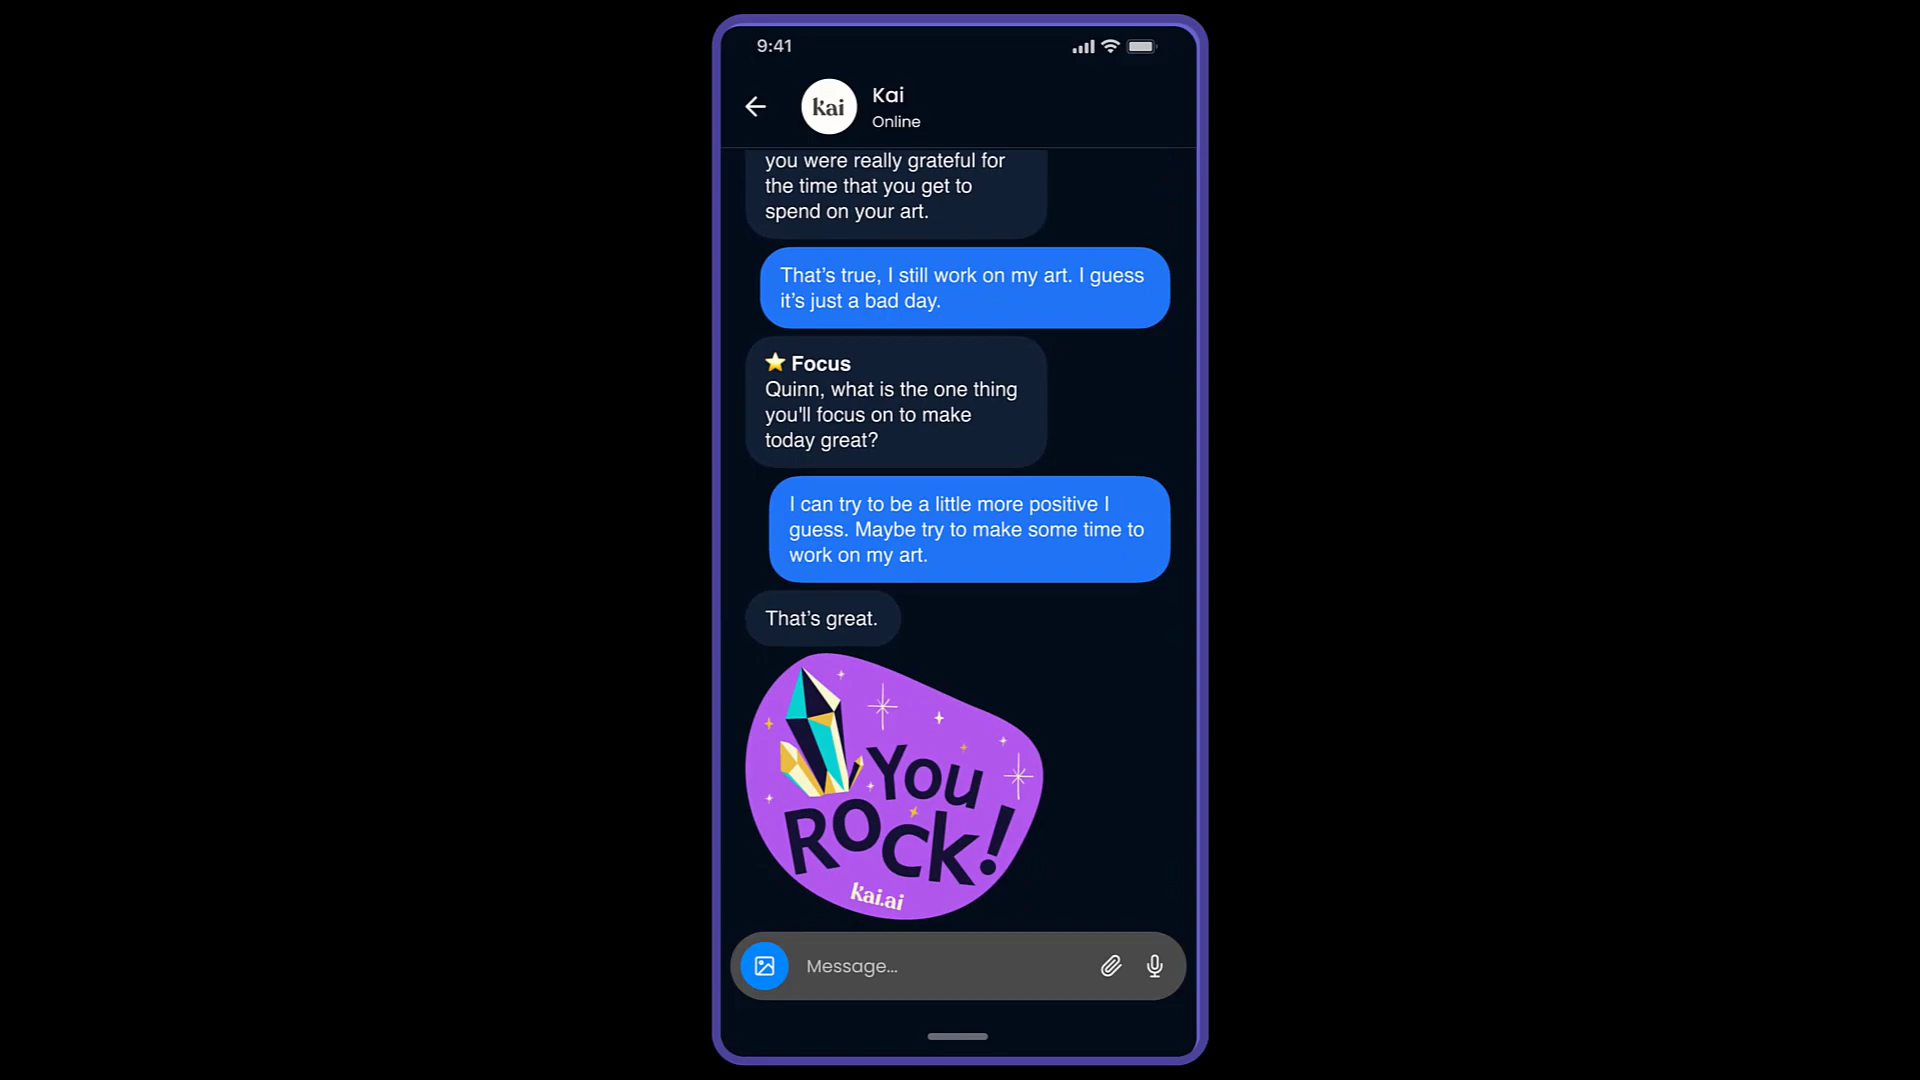 9:41
kai
Kai
Online
you were really grateful for
the time that you get to
spend on your art.
That’s true, I still work on my art. I guess
it’s just a bad day.
⭐ Focus
Quinn, what is the one thing
you'll focus on to make
today great?
I can try to be a little more positive I
guess. Maybe try to make some time to
work on my art.
That’s great.
You
ROCK!
kai.ai
Message...